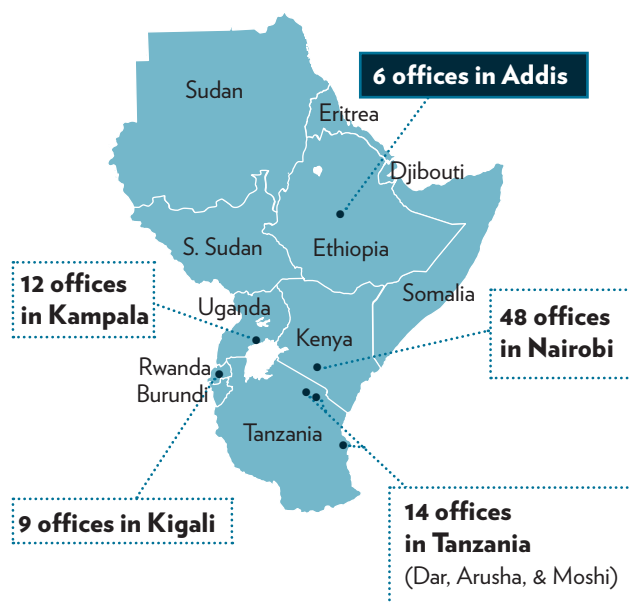 6 offices in Addis
Sudan
Eritrea
Djibouti
S. Sudan
Ethiopia
12 offices
in Kampala
Uganda
Somalia
Kenya
48 offices
in Nairobi
Rwanda
Burundi
Tanzania
9 offices in Kigali
14 offices
in Tanzania
(Dar, Arusha, & Moshi)